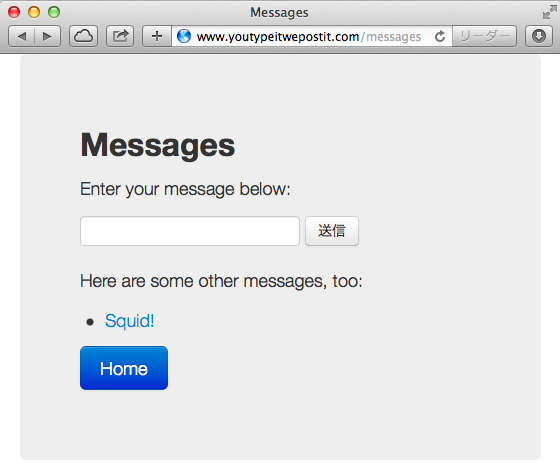 Messages
www.youtypeitwepostit.com/messages
リーダー
Messages
Enter your message below:
送信
Here are some other messages, too:
Squid!
Home